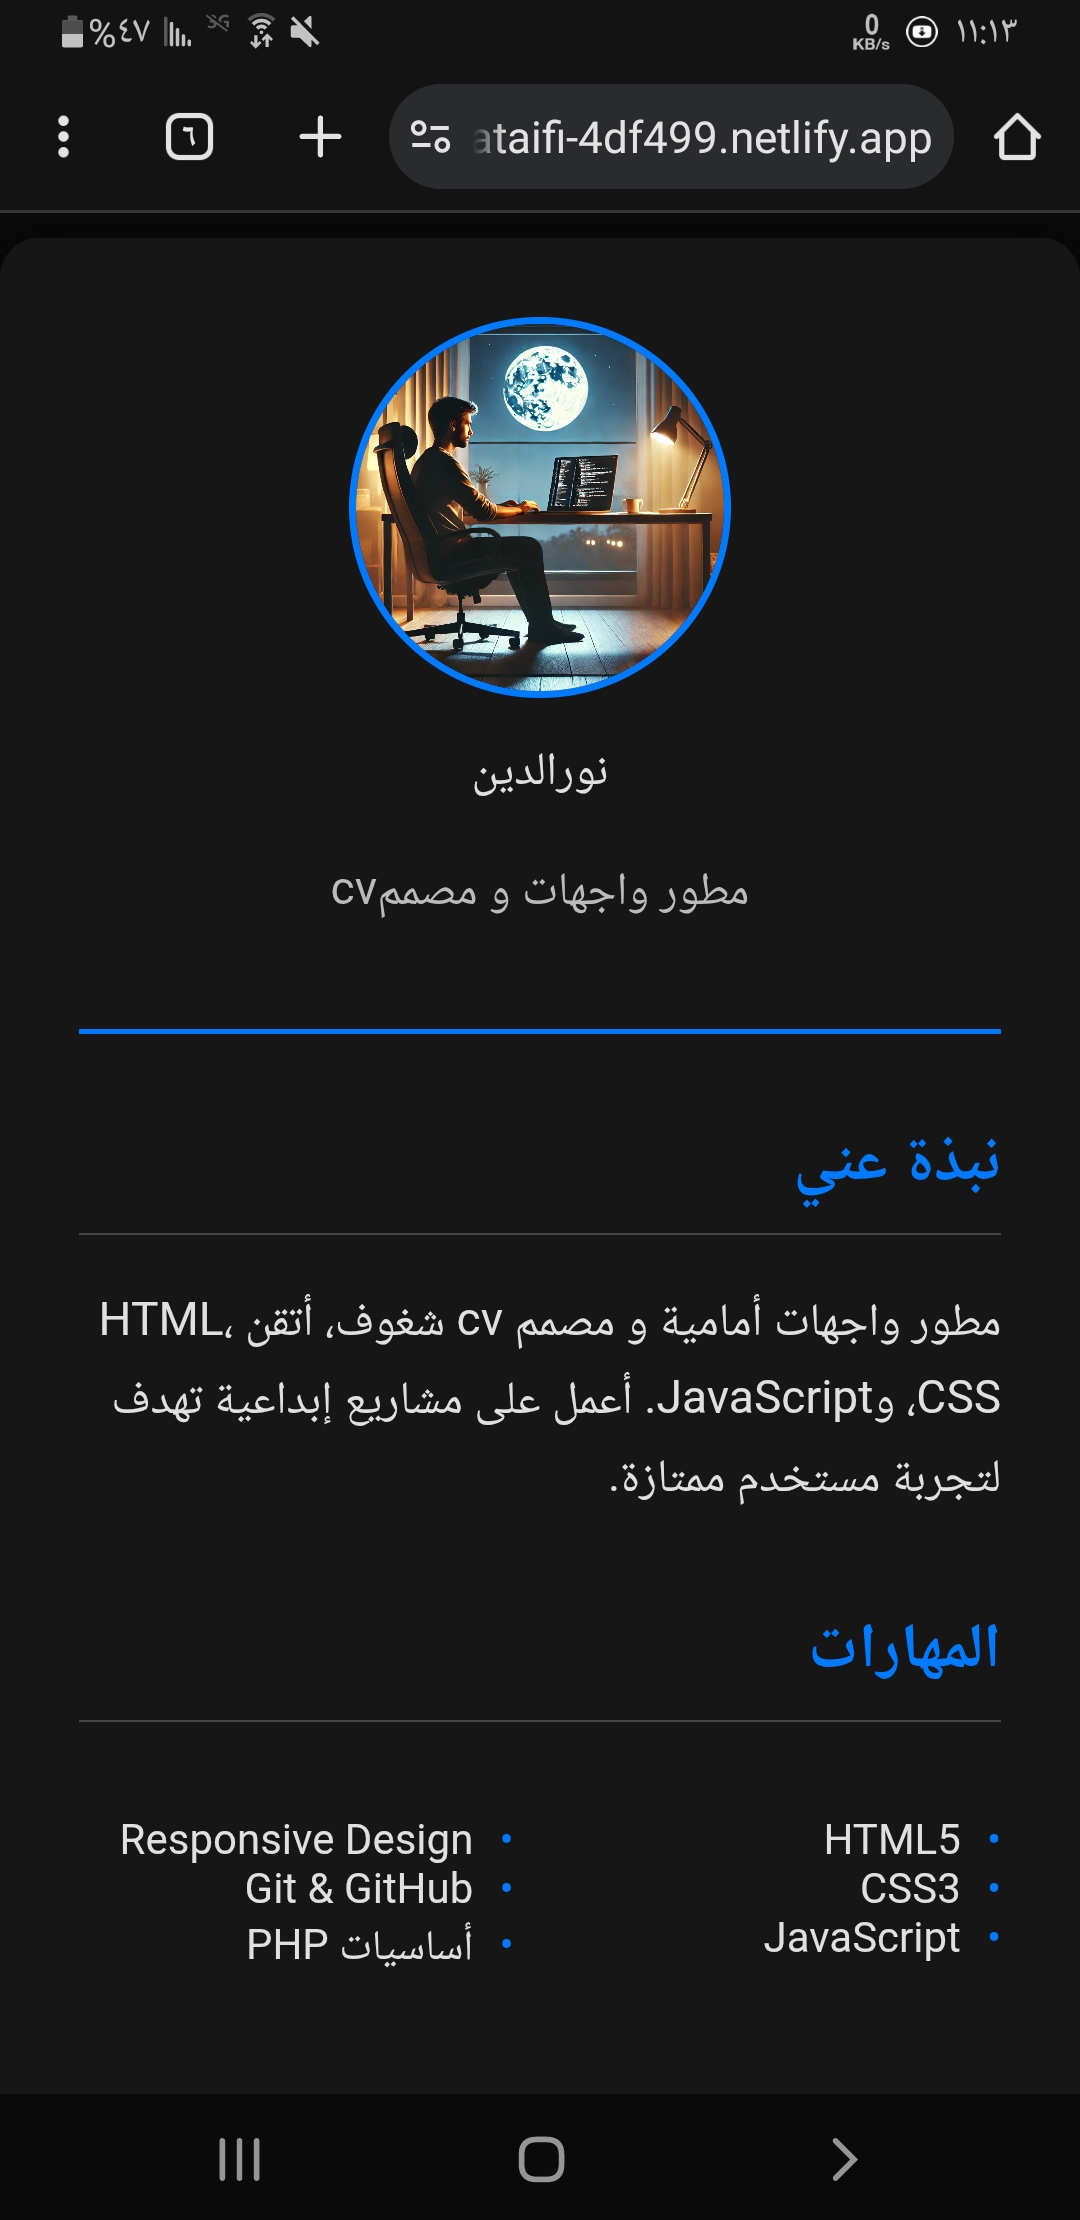 ١١:١٣
0
KB/s
3G
%٤٧
ataifi-4df499.netlify.app
٦
نورالدين
مطور واجهات و مصممcv
نبذة عني
مطور واجهات أمامية و مصمم cv شغوف، أتقن HTML،
CSS، وJavaScript. أعمل على مشاريع إبداعية تهدف
لتجربة مستخدم ممتازة.
المهارات
HTML5
CSS3
JavaScript
Responsive Design
Git & GitHub
أساسيات PHP